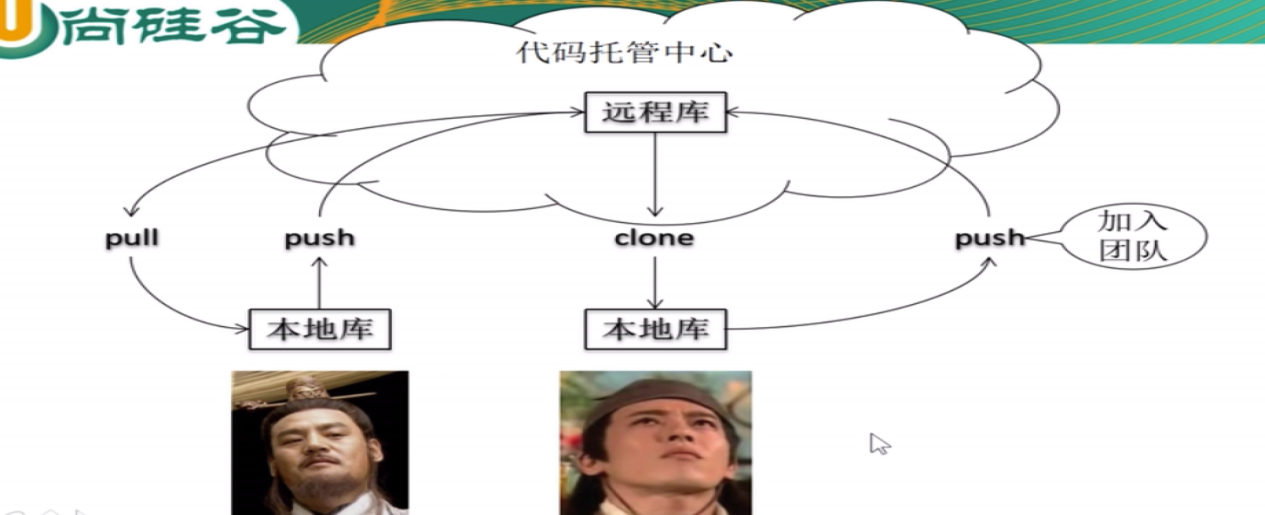 尚硅谷
代码托管中心
远程库
pull
push
clone
push
加入
团队
本地库
本地库